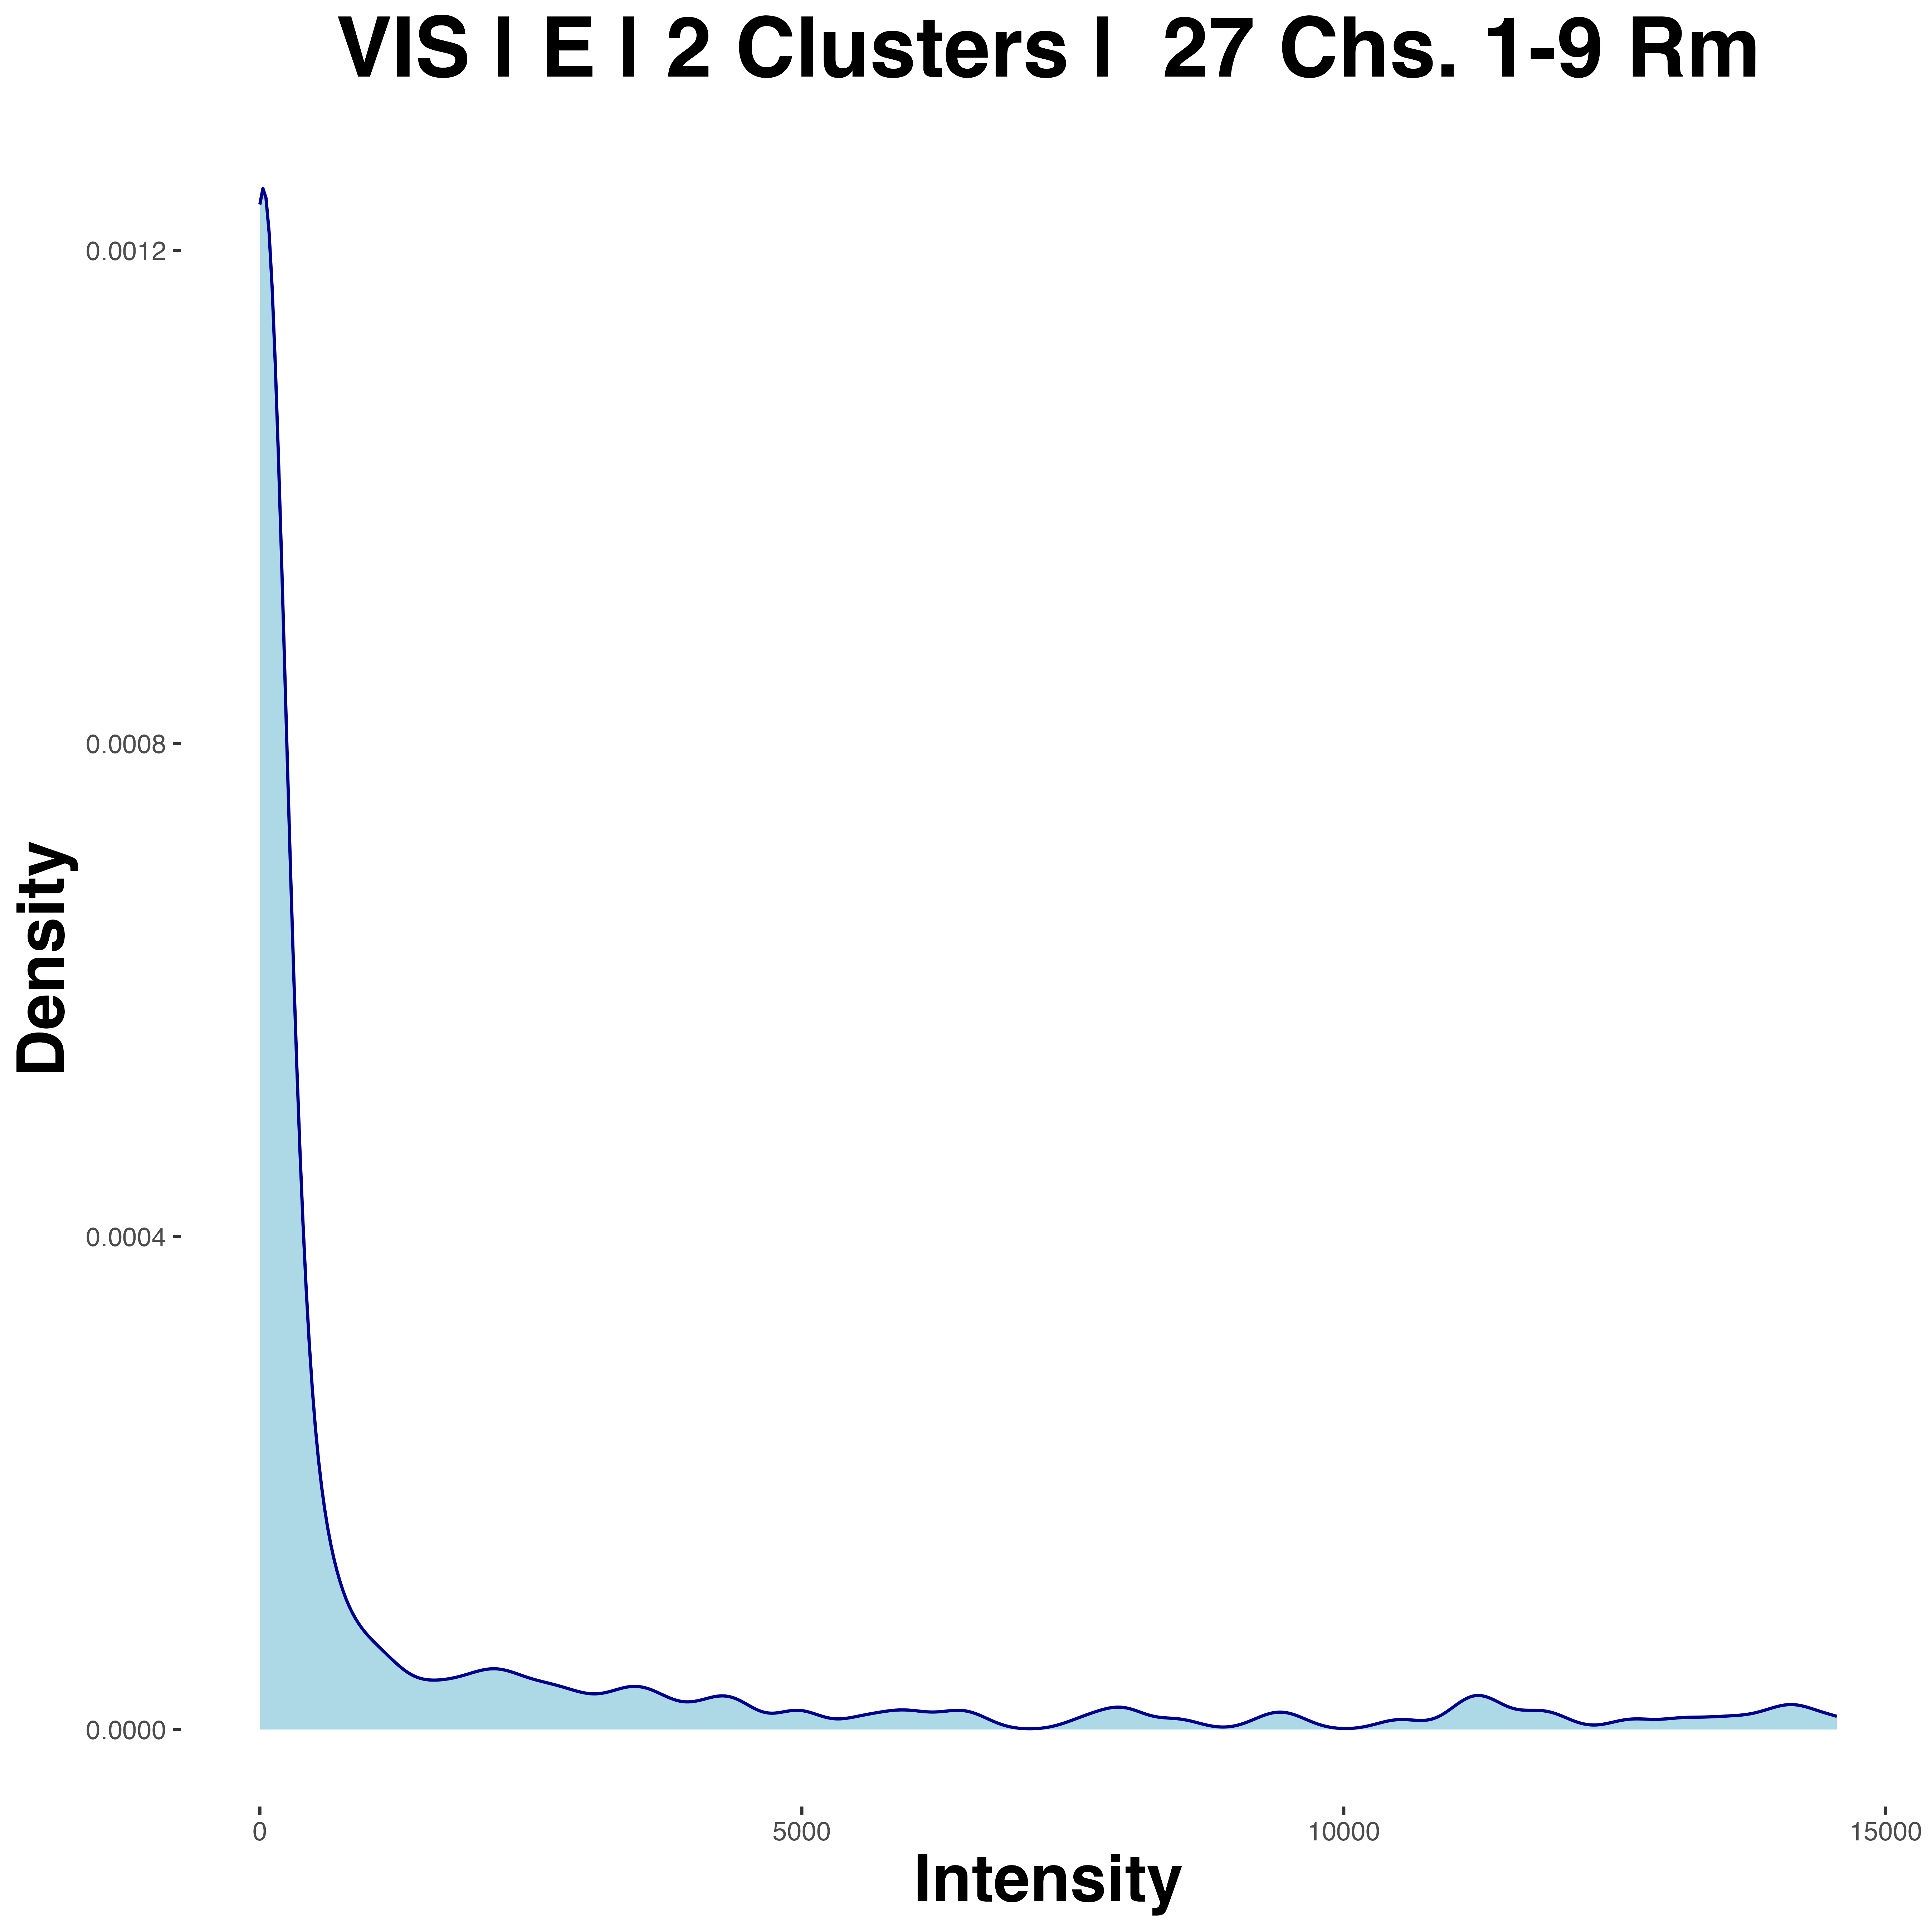 VIS | E | 2 Clusters |  27 Chs. 1-9 Rm
0.0012
0.0008
0.0004
0.0000
Density
0 5000 10000 15000
Intensity